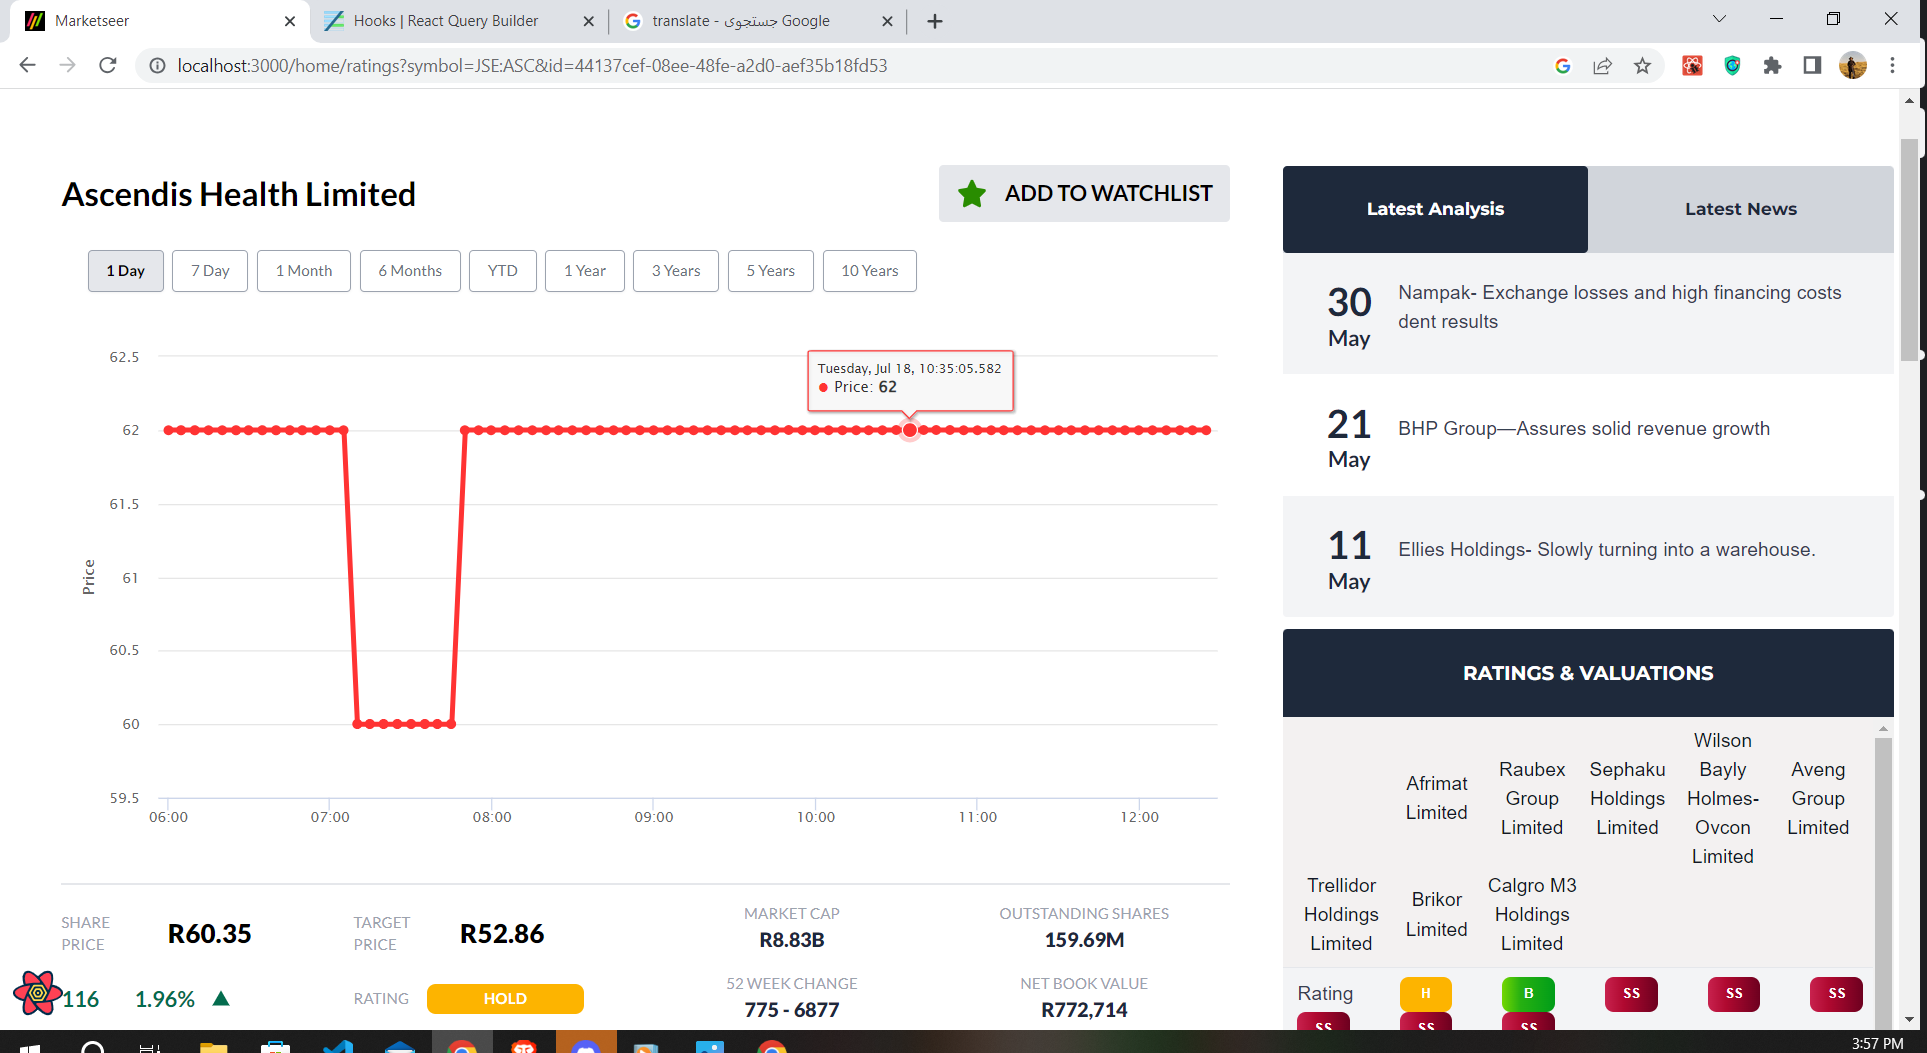 Marketseer
Hooks | React Query Builder
translate - جستجوی Google
localhost:3000/home/ratings?symbol=JSE:ASC&id=44137cef-08ee-48fe-a2d0-aef35b18fd53
Ascendis Health Limited
ADD TO WATCHLIST
1 Day
7 Day
1 Month
6 Months
YTD
1 Year
3 Years
5 Years
10 Years
Price
62.5
62
61.5
61
60.5
60
59.5
Tuesday, Jul 18, 10:35:05.582
Price: 62
06:00
07:00
08:00
09:00
10:00
11:00
12:00
SHARE
PRICE
R60.35
TARGET
PRICE
R52.86
MARKET CAP
R8.83B
OUTSTANDING SHARES
159.69M
116
1.96%
RATING
HOLD
52 WEEK CHANGE
775 - 6877
NET BOOK VALUE
R772,714
Latest Analysis
Latest News
30
May
Nampak- Exchange losses and high financing costs
dent results
21
May
BHP Group—Assures solid revenue growth
11
May
Ellies Holdings- Slowly turning into a warehouse.
RATINGS & VALUATIONS
Afrimat
Limited
Raubex
Group
Limited
Sephaku
Holdings
Limited
Wilson
Bayly
Holmes-
Ovcon
Limited
Aveng
Group
Limited
Trellidor
Holdings
Limited
Brikor
Limited
Calgro M3
Holdings
Limited
Rating
H
B
SS
SS
SS
SS
SS
SS
3:57 PM